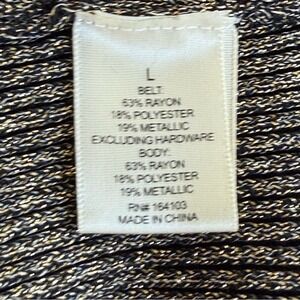 L
BELT:
63% RAYON
18% POLYESTER
19% METALLIC
EXCLUDING HARDWARE
BODY:
63% RAYON
18% POLYESTER
19% METALLIC
RN# 164103
MADE IN CHINA